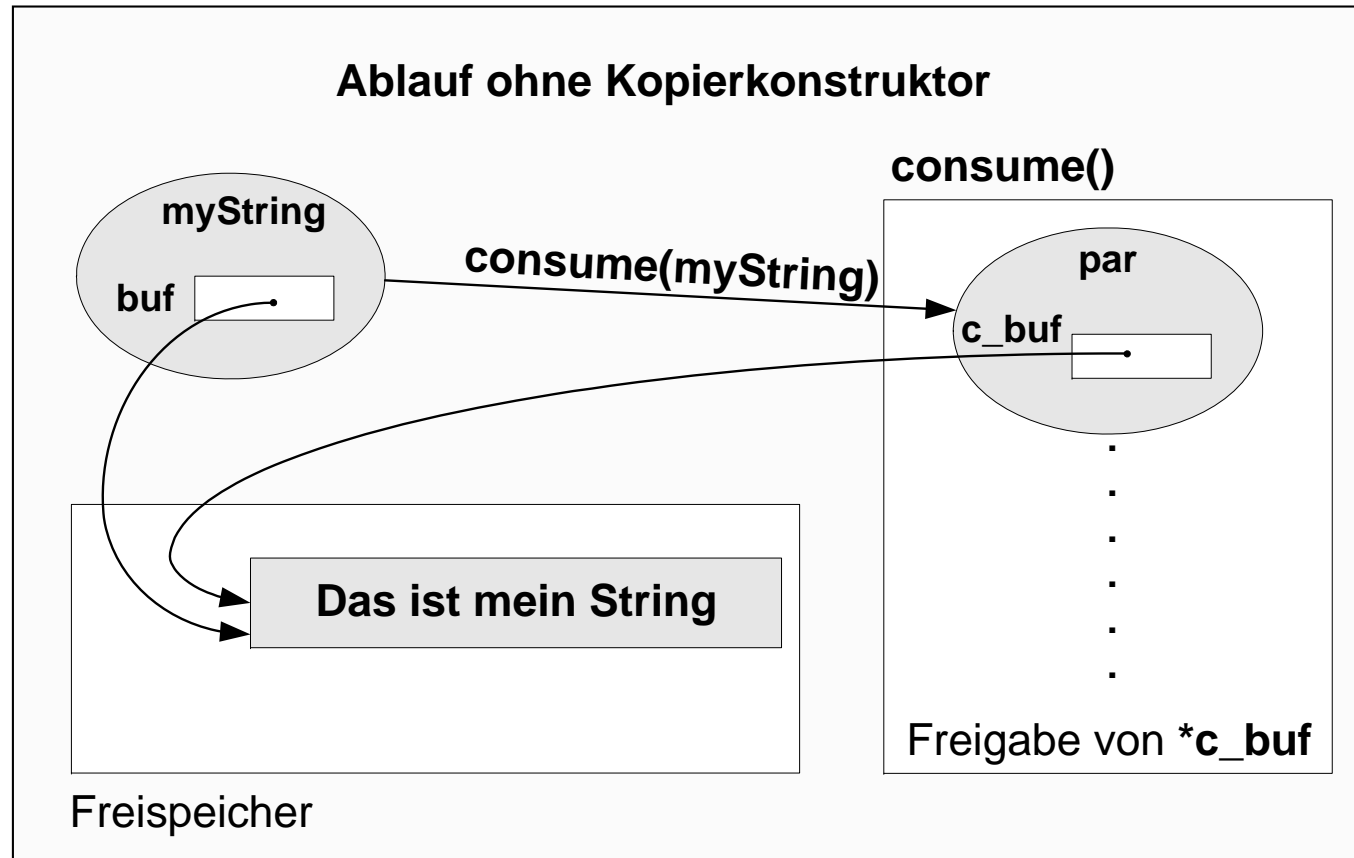 Ablauf ohne Kopierkonstruktor
consume()
myString
consume(myString)
par
buf
c_buf
Das ist mein String
Freigabe von *c_buf
Freispeicher